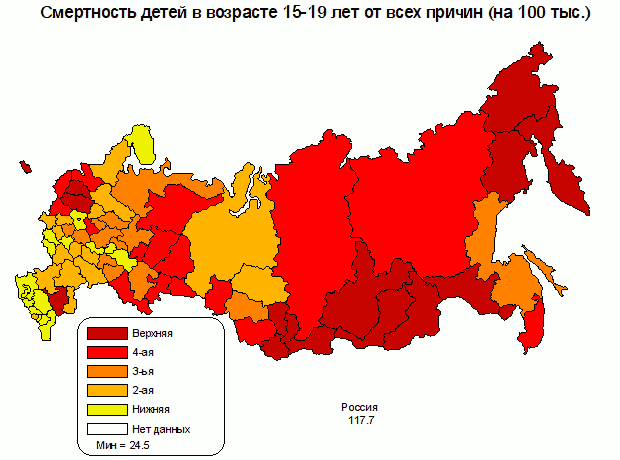 Смертность детей в возрасте 15-19 лет от всех причин (на 100 тыс.)
Верхняя
4-ая
3-ья
2-ая
Нижняя
Нет данных
Мин = 24.5
Россия
117.7